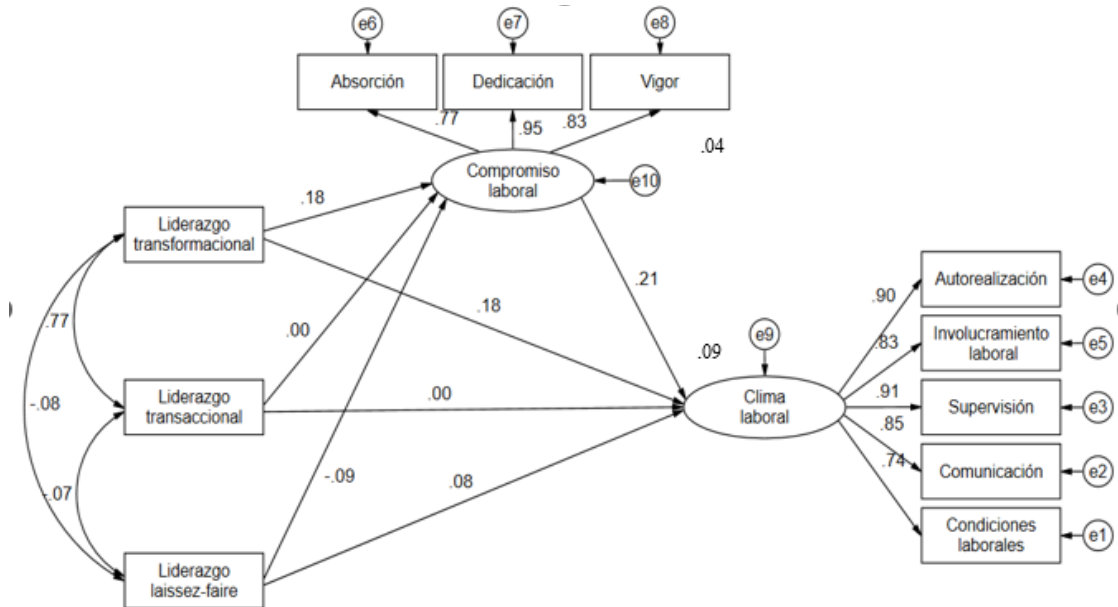 e6
e7
e8
Absorción
Dedicación
Vigor
.77
.95
.83
.04
Compromiso
laboral
e10
.18
Liderazgo
transformacional
.21
Autorealización
e4
.90
.18
.77
Involucramiento
laboral
e5
.83
.00
e9
.09
-.08
Liderazgo
transaccional
.00
Clima
laboral
.91
Supervisión
e3
.85
Comunicación
e2
.74
-.09
.08
-.07
Condiciones
laborales
e1
Liderazgo
laissez-faire